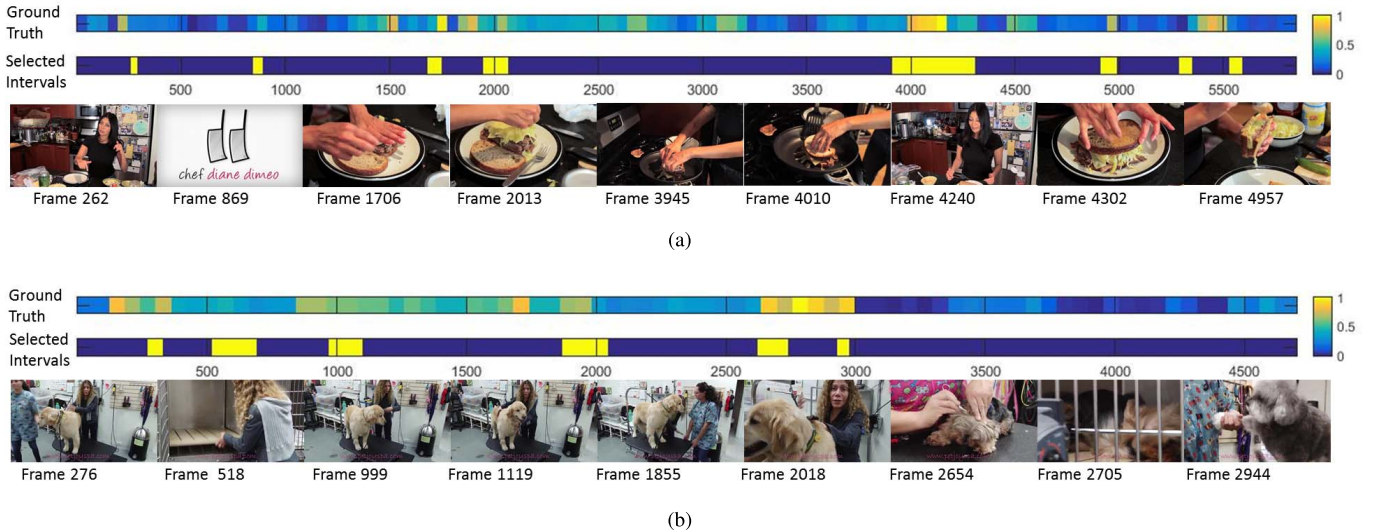 Ground
Truth
1
0.5
0
Selected
Intervals
500 1000 1500 2000 2500 3000 3500 4000 4500 5000 5500
chef diane dimeo
Frame 262 Frame 869 Frame 1706 Frame 2013 Frame 3945 Frame 4010 Frame 4240 Frame 4302 Frame 4957
(a)
Ground
Truth
1
0.5
0
Selected
Intervals
500 1000 1500 2000 2500 3000 3500 4000 4500
Frame 276 Frame 518 Frame 999 Frame 1119 Frame 1855 Frame 2018 Frame 2654 Frame 2705 Frame 2944
(b)